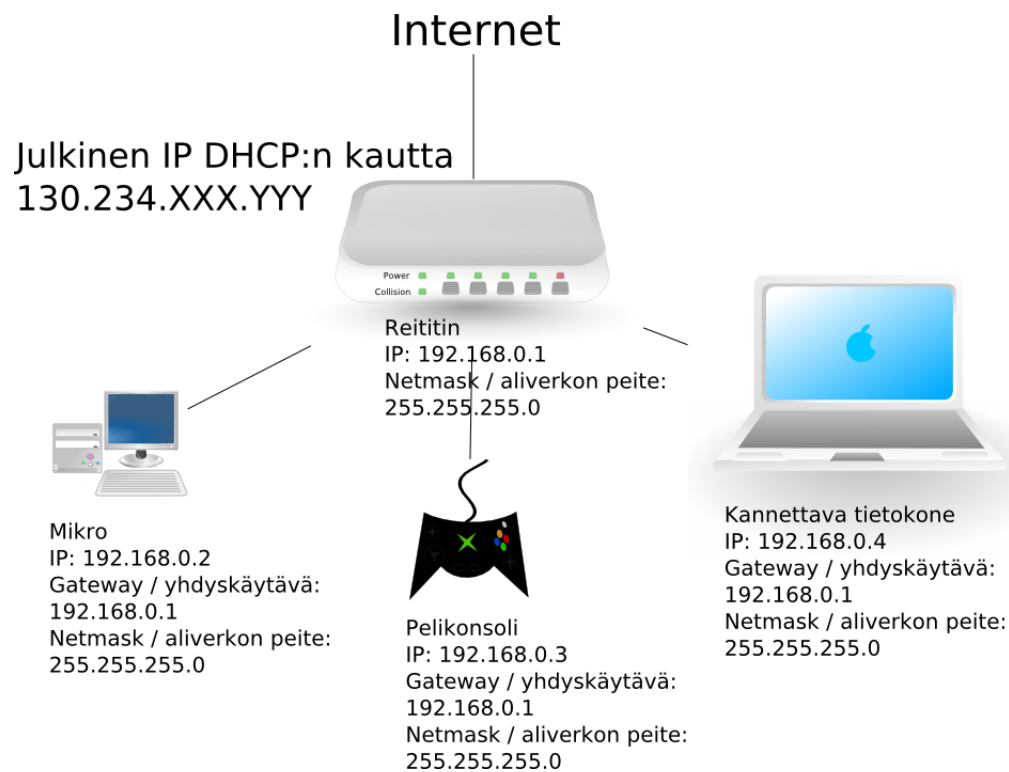 Internet
Julkinen IP DHCP:n kautta
130.234.XXX.YYY
Power
Collision
Reititin
IP: 192.168.0.1
Netmask / aliverkon peite:
255.255.255.0
Mikro
IP: 192.168.0.2
Gateway / yhdyskäytävä:
192.168.0.1
Netmask / aliverkon peite:
255.255.255.0
Pelikonsoli
IP: 192.168.0.3
Gateway / yhdyskäytävä:
192.168.0.1
Netmask / aliverkon peite:
255.255.255.0
Kannettava tietokone
IP: 192.168.0.4
Gateway / yhdyskäytävä:
192.168.0.1
Netmask / aliverkon peite:
255.255.255.0